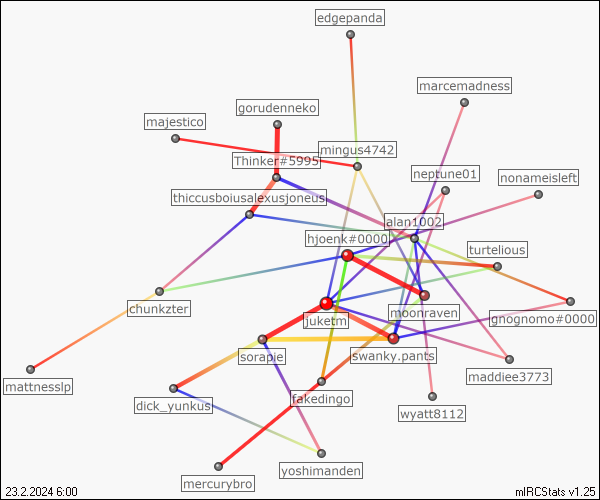 edgepanda
marcemadness
gorudenneko
majestico
mingus4742
Thinker#5995
neptune01
nonameisleft
thiccusboiusalexusjoneus
alan1002
hjoenk#0000
turtelious
chunkzter
moonraven
gnognomo#0000
juketm
sorapie
swanky.pants
maddiee3773
mattnesslp
fakedingo
dick_yunkus
wyatt8112
yoshimanden
mercurybro
23.2.2024 6:00
mIRCStats v1.25